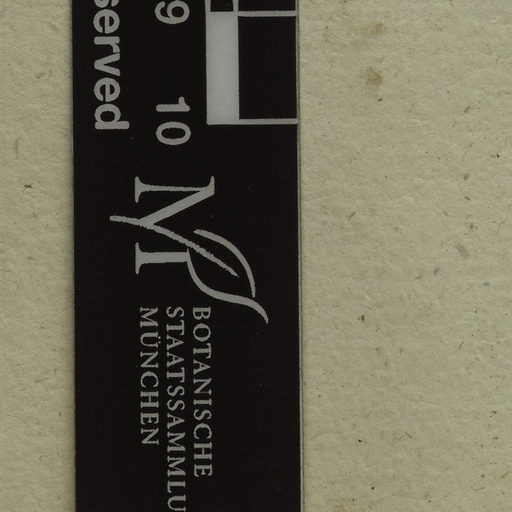 served
9 10
BOTANISCHE
STAATSSAMMLU
MÜNCHEN